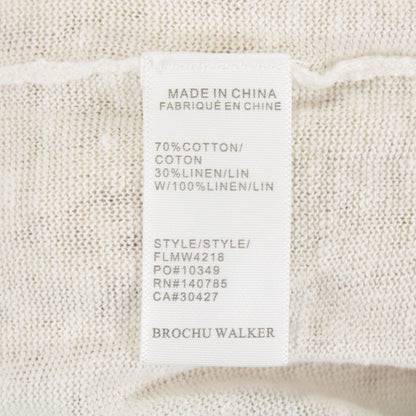 MADE IN CHINA
FABRIQUÉ EN CHINE
70%COTTON/
COTON
30%LINEN/LIN
W/100%LINEN/LIN
STYLE/STYLE/
FLMW4218
PO#10349
RN#140785
CA#30427
BROCHU WALKER